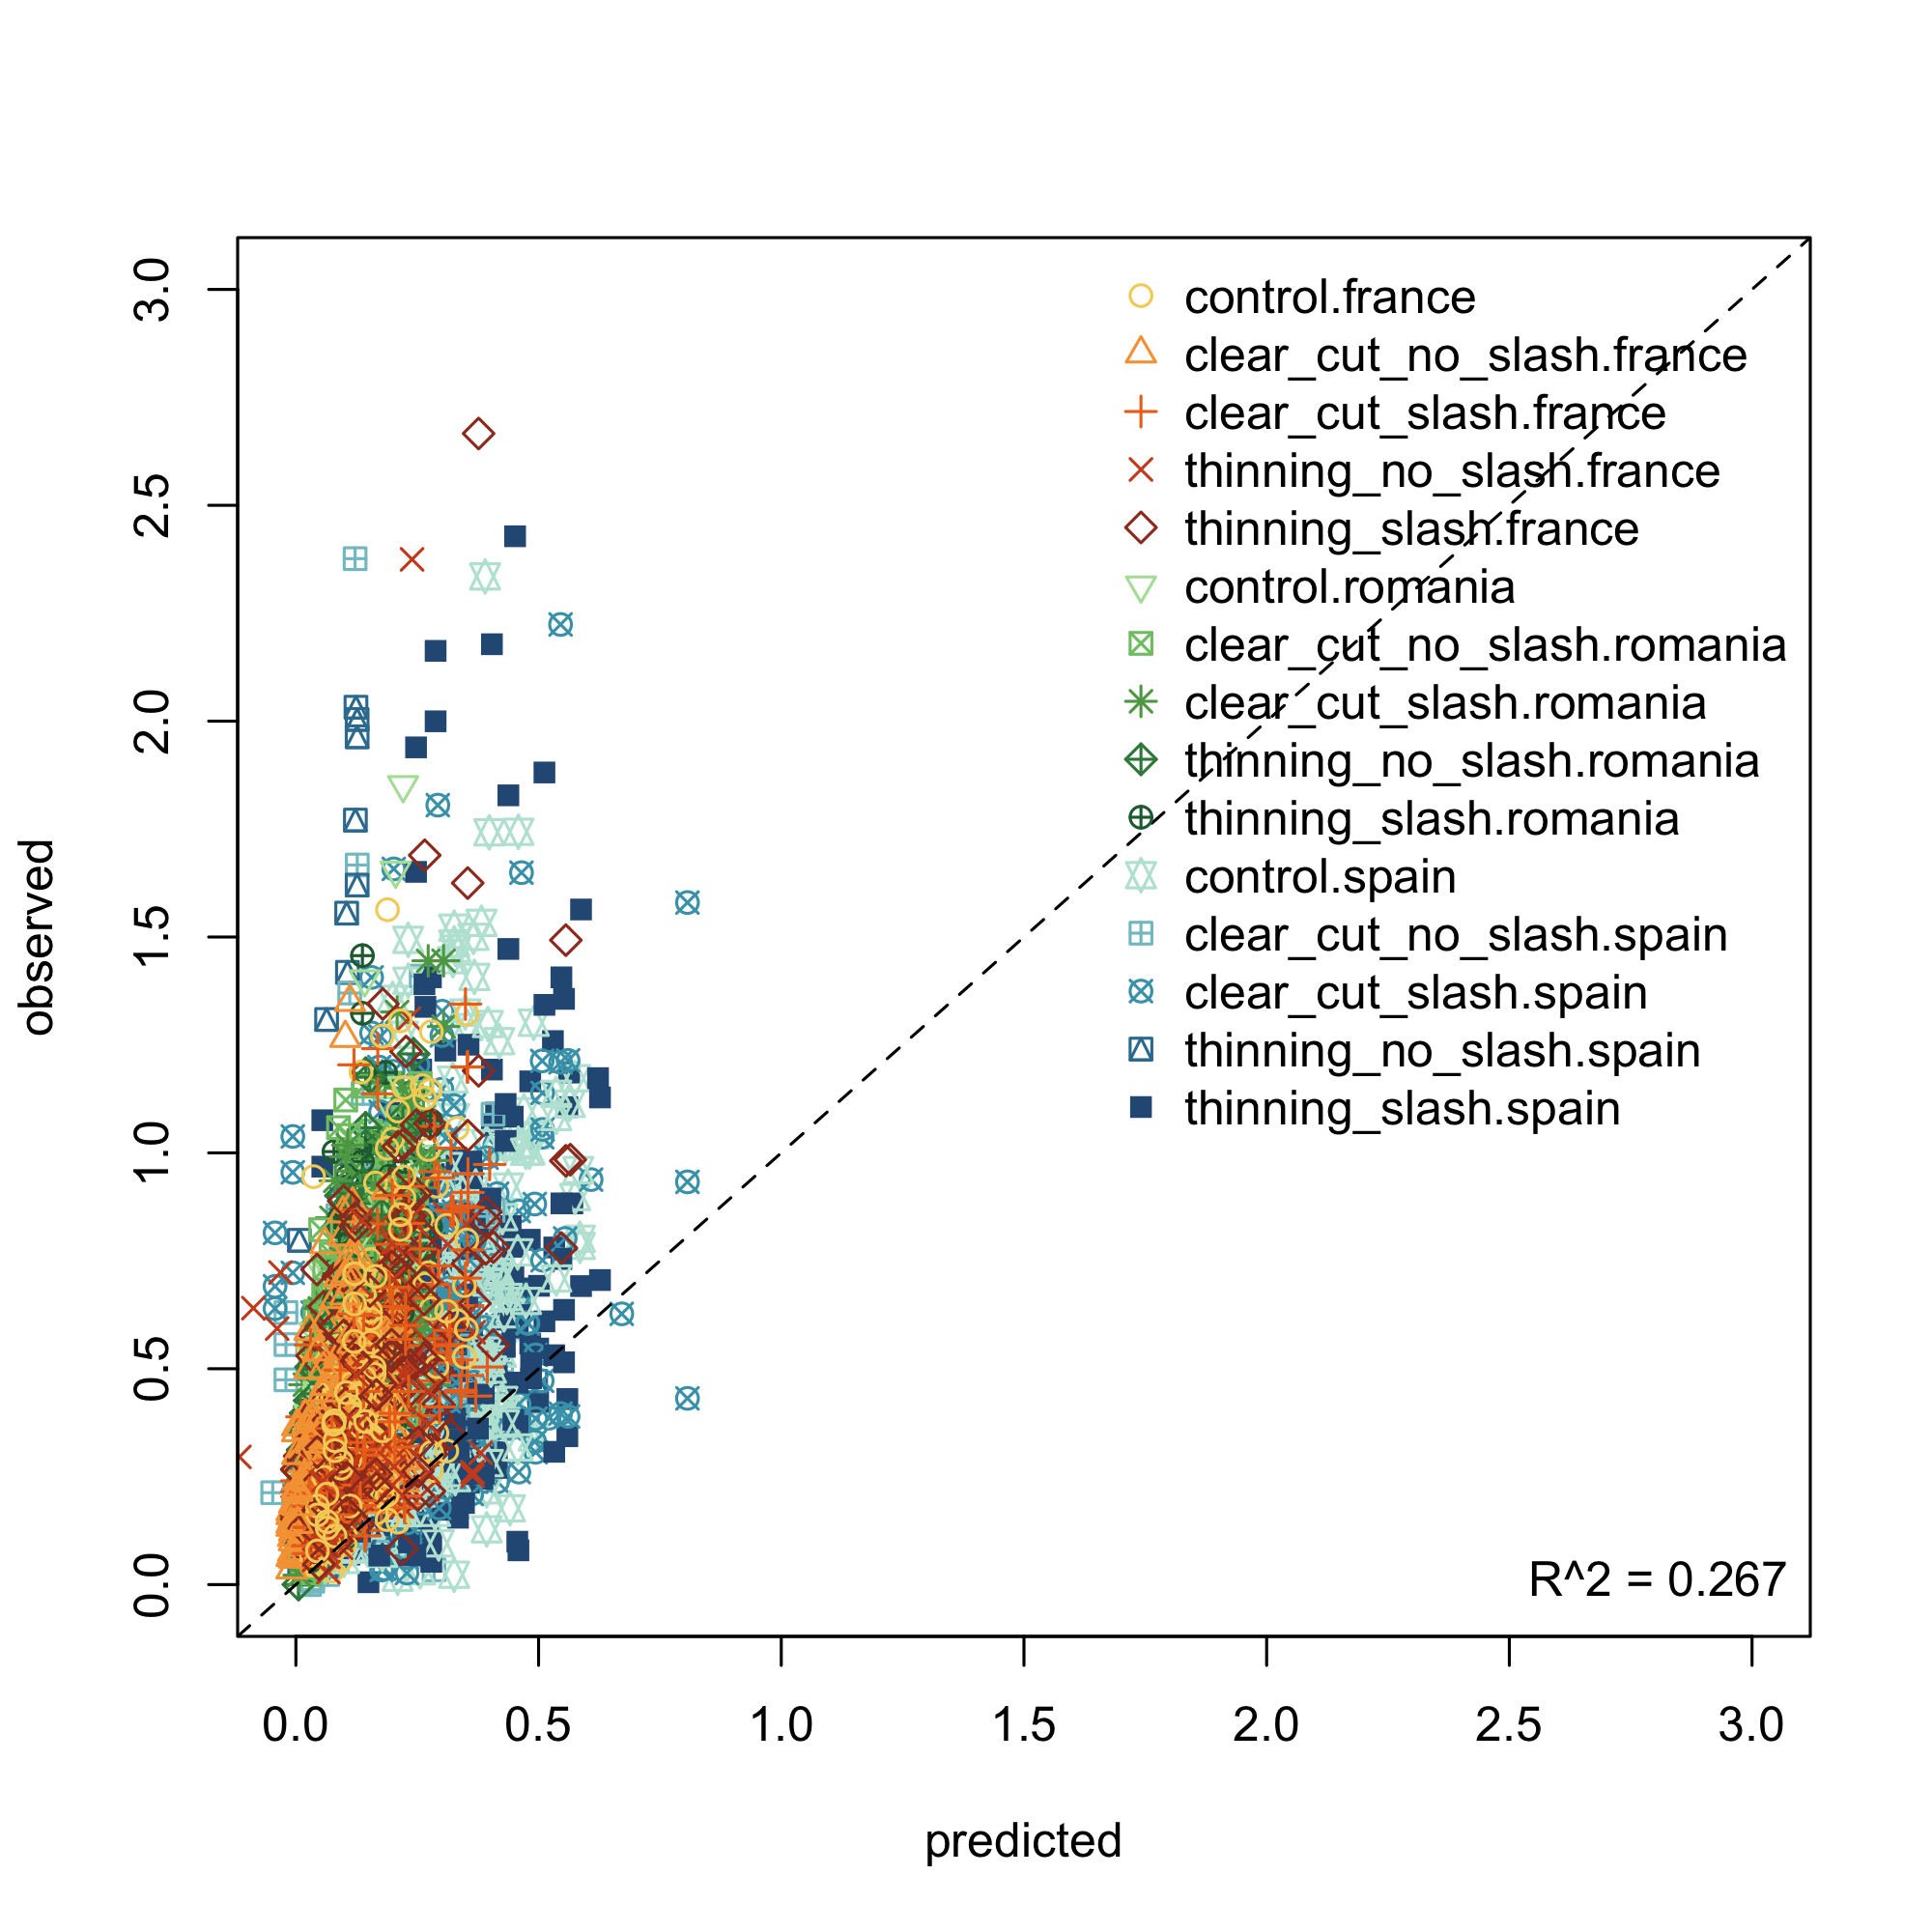 3.0
2.5
2.0
1.5
1.0
0.5
0.0
observed
control.france
clear_cut_no_slash.france
clear_cut_slash.france
thinning_no_slash.france
thinning_slash.france
control.romania
clear_cut_no_slash.romania
clear_cut_slash.romania
thinning_no_slash.romania
thinning_slash.romania
control.spain
clear_cut_no_slash.spain
clear_cut_slash.spain
thinning_no_slash.spain
thinning_slash.spain
R^2 = 0.267
0.0 0.5 1.0 1.5 2.0 2.5 3.0
predicted